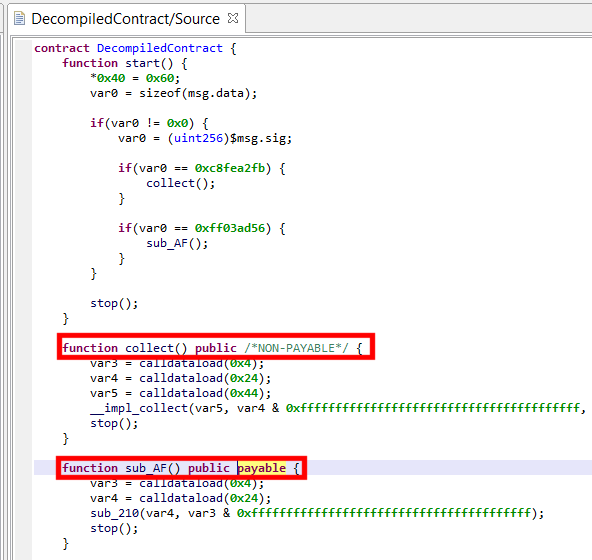 DecompiledContract/Source
contract DecompiledContract {
function start() {
*0x40 = 0x60;
var0 = sizeof(msg.data);
if(var0 != 0x0) {
var0 = (uint256)$msg.sig;
if(var0 == 0xc8fea2fb) {
collect();
}
if(var0 == 0xff03ad56) {
sub_AF();
}
}
stop();
}
function collect() public /*NON-PAYABLE*/ {
var3 = calldataload(0x4);
var4 = calldataload(0x24);
var5 = calldataload(0x44);
__impl_collect(var5, var4 & 0xffffffffffffffffffffffffffffffffffffffff,
stop();
}
function sub_AF() public payable {
var3 = calldataload(0x4);
var4 = calldataload(0x24);
sub_210(var4, var3 & 0xffffffffffffffffffffffffffffffffffffffff);
stop();
}